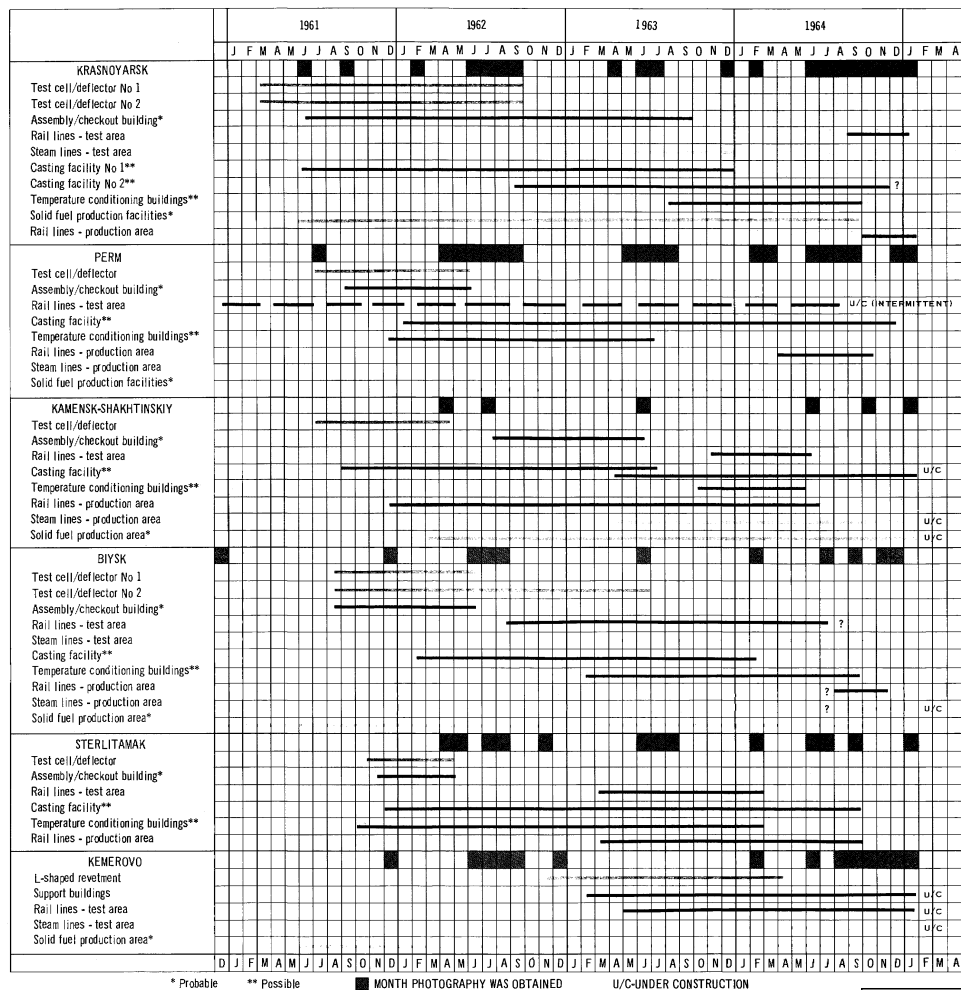 1961 1962 1963 1964
J F M A M J J A S O N D J F M A M J J A S O N D J F M A M J J A S O N D J F M A M J J A S O N D J F M A
KRASNOYARSK
Test cell/deflector No 1
Test cell/deflector No 2
Assembly/checkout building*
Rail lines - test area
Steam lines - test area
Casting facility No 1**
Casting facility No 2** ?
Temperature conditioning buildings**
Solid fuel production facilities*
Rail lines - production area
PERM
Test cell/deflector
Assembly/checkout building*
Rail lines - test area U/C (INTERMITTENT)
Casting facility**
Temperature conditioning buildings**
Rail lines - production area
Steam lines - production area
Solid fuel production facilities*
KAMENSK-SHAKHTINSKIY
Test cell/deflector
Assembly/checkout building*
Rail lines - test area
Casting facility** U/C
Temperature conditioning buildings**
Rail lines - production area
Steam lines - production area U/C
Solid fuel production area* U/C
BIYSK
Test cell/deflector No 1
Test cell/deflector No 2
Assembly/checkout building*
Rail lines - test area ?
Steam lines - test area
Casting facility**
Temperature conditioning buildings**
Rail lines - production area ?
Steam lines - production area ? U/C
Solid fuel production area*
STERLITAMAK
Test cell/deflector
Assembly/checkout building*
Rail lines - test area
Casting facility**
Temperature conditioning buildings**
Rail lines - production area
KEMEROVO
L-shaped revetment
Support buildings U/C
Rail lines - test area U/C
Steam lines - test area U/C
Solid fuel production area*
D J F M A M J J A S O N D J F M A M J J A S O N D J F M A M J J A S O N D J F M A M J J A S O N D J F M A
* Probable ** Possible MONTH PHOTOGRAPHY WAS OBTAINED U/C-UNDER CONSTRUCTION